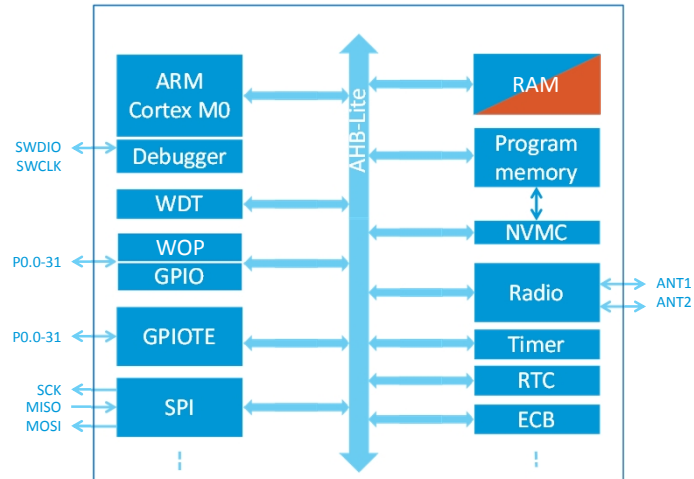 ARM
Cortex M0
SWDIO
SWCLK
Debugger
WDT
WOP
P0.0-31
GPIO
P0.0-31
GPIOTE
SCK
MISO
MOSI
SPI
AHB-Lite
RAM
Program
memory
NVMC
Radio
ANT1
ANT2
Timer
RTC
ECB